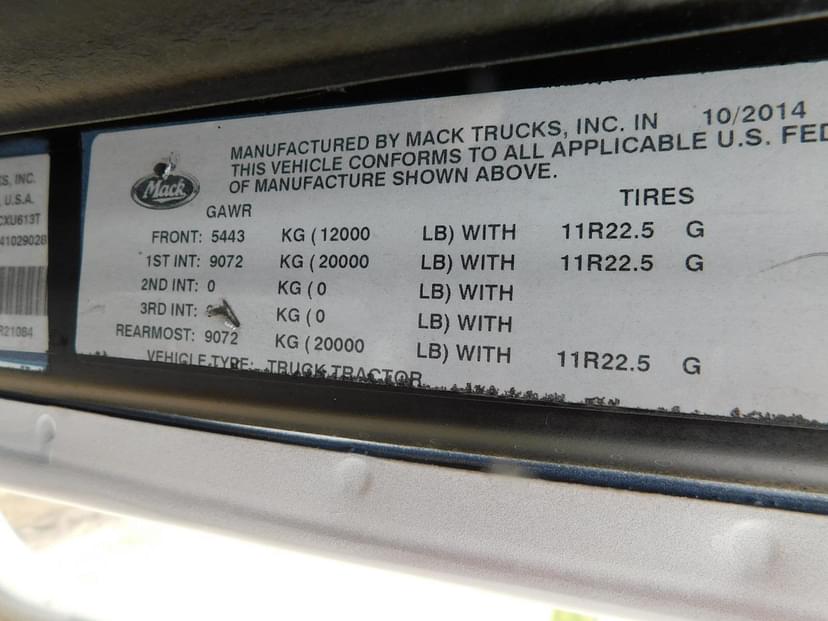 S, INC.
U.S.A.
CXU613T
41029028
R21084
Mack
MANUFACTURED BY MACK TRUCKS, INC. IN 10/2014
THIS VEHICLE CONFORMS TO ALL APPLICABLE U.S. FED
OF MANUFACTURE SHOWN ABOVE.
GAWR TIRES
FRONT: 5443 KG (12000 LB) WITH 11R22.5 G
1ST INT: 9072 KG (20000 LB) WITH 11R22.5 G
2ND INT: 0 KG (0 LB) WITH
3RD INT: KG (0 LB) WITH
REARMOST: 9072 KG (20000 LB) WITH 11R22.5 G
VEHICLE TYPE: TRUCK TRACTOR